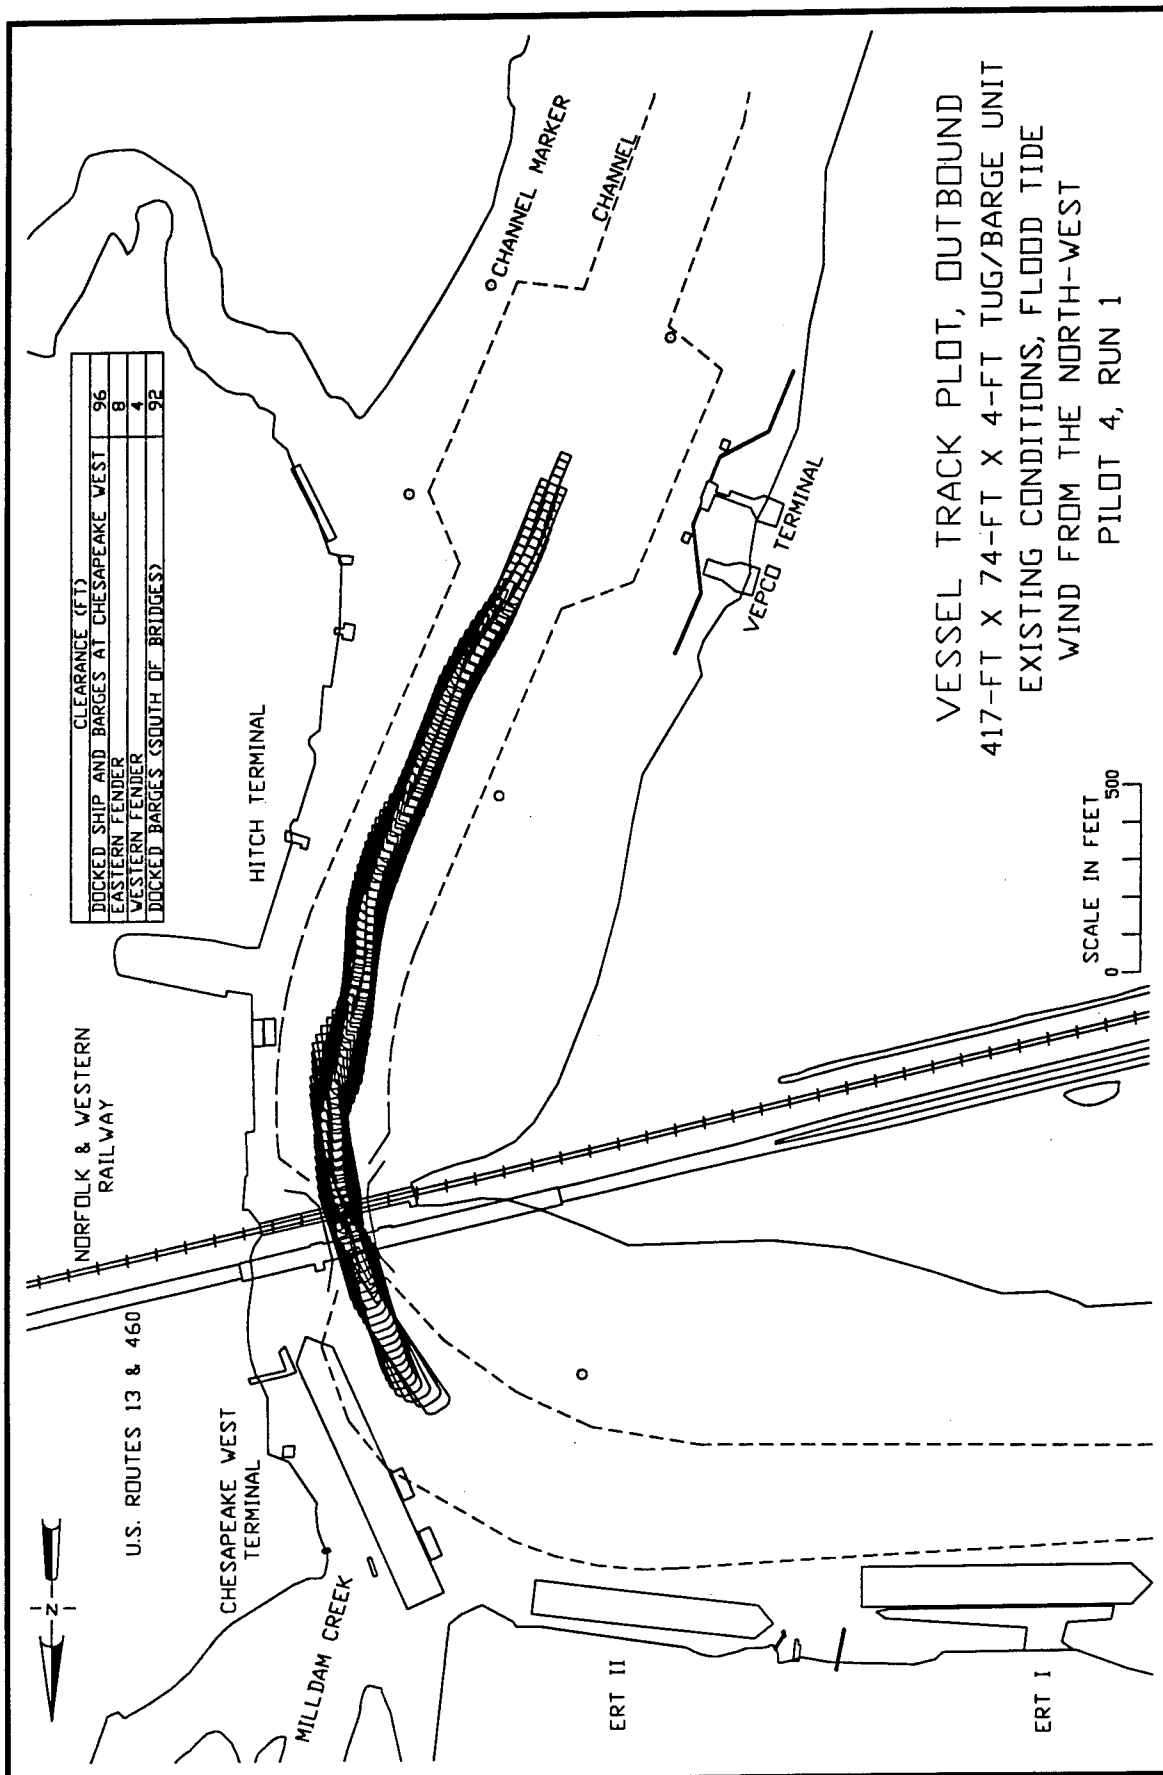 CLEARANCE (FT)
DOCKED SHIP AND BARGES AT CHESAPEAKE WEST 96
EASTERN FENDER 8
WESTERN FENDER 4
DOCKED BARGES (SOUTH OF BRIDGES) 92
CHANNEL MARKER
CHANNEL
HITCH TERMINAL
NORFOLK & WESTERN
RAILWAY
U.S. ROUTES 13 & 460
CHESAPEAKE WEST
TERMINAL
MILLDAM CREEK
N
VEPCO TERMINAL
ERT II
ERT I
SCALE IN FEET
0 500
VESSEL TRACK PLOT, OUTBOUND
417-FT X 74-FT X 4-FT TUG/BARGE UNIT
EXISTING CONDITIONS, FLOOD TIDE
WIND FROM THE NORTH-WEST
PILOT 4, RUN 1